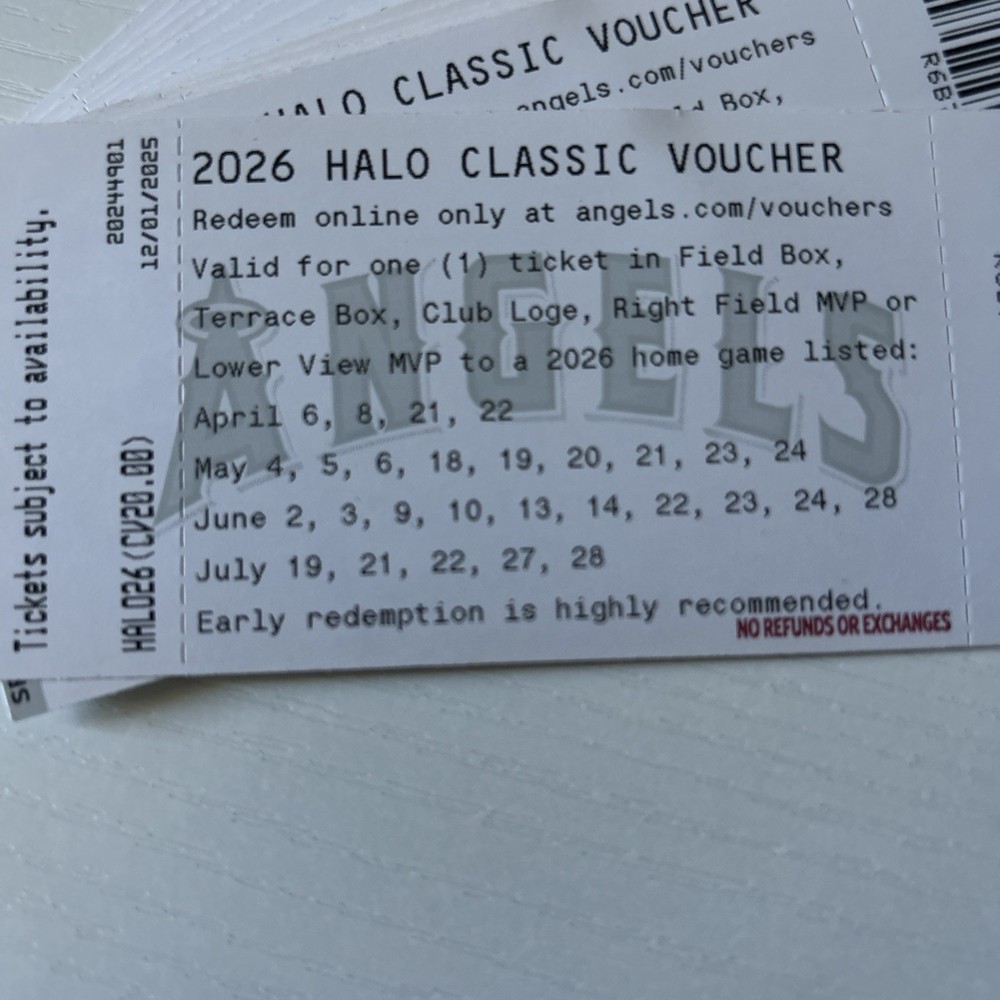 HALO CLASSIC VOUCHER
angels.com/vouchers
Box,
R6B
Tickets subject to availability,
20244901
12/01/2025
HALO26(CV20.00)
2026 HALO CLASSIC VOUCHER
Redeem online only at angels.com/vouchers
Valid for one (1) ticket in Field Box,
Terrace Box, Club Loge, Right Field MVP or
Lower View MVP to a 2026 home game listed:
April 6, 8, 21, 22
May 4, 5, 6, 18, 19, 20, 21, 23, 24
June 2, 3, 9, 10, 13, 14, 22, 23, 24, 28
July 19, 21, 22, 27, 28
Early redemption is highly recommended.
NO REFUNDS OR EXCHANGES
ANGELS